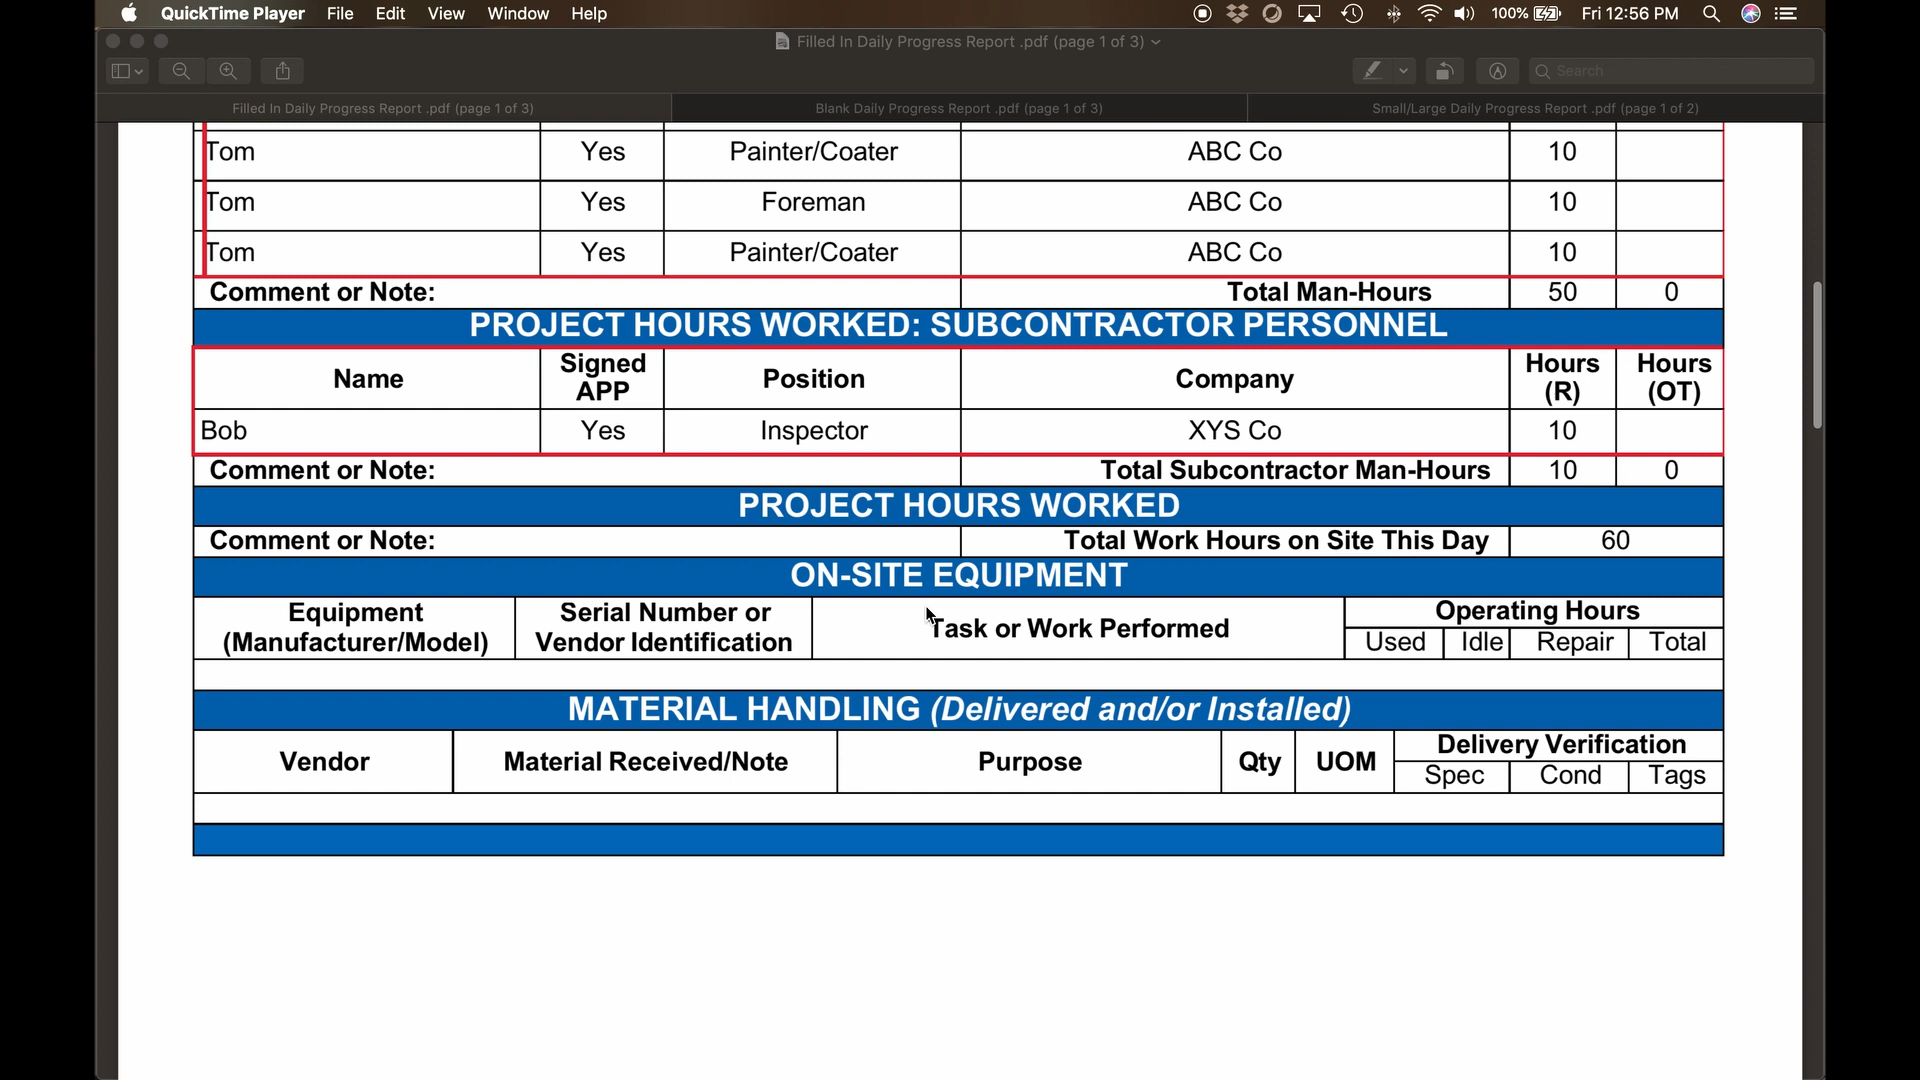 QuickTime Player File Edit View Window Help 100% Fri 12:56 PM
Filled In Daily Progress Report .pdf (page 1 of 3)
Search
Filled In Daily Progress Report .pdf (page 1 of 3) Blank Daily Progress Report .pdf (page 1 of 3) Small/Large Daily Progress Report .pdf (page 1 of 2)
Tom Yes Painter/Coater ABC Co 10
Tom Yes Foreman ABC Co 10
Tom Yes Painter/Coater ABC Co 10
Comment or Note: Total Man-Hours 50 0
PROJECT HOURS WORKED: SUBCONTRACTOR PERSONNEL
Name Signed APP Position Company Hours (R) Hours (OT)
Bob Yes Inspector XYS Co 10
Comment or Note: Total Subcontractor Man-Hours 10 0
PROJECT HOURS WORKED
Comment or Note: Total Work Hours on Site This Day 60
ON-SITE EQUIPMENT
Equipment (Manufacturer/Model) Serial Number or Vendor Identification Task or Work Performed Operating Hours
Used Idle Repair Total
MATERIAL HANDLING (Delivered and/or Installed)
Vendor Material Received/Note Purpose Qty UOM Delivery Verification
Spec Cond Tags